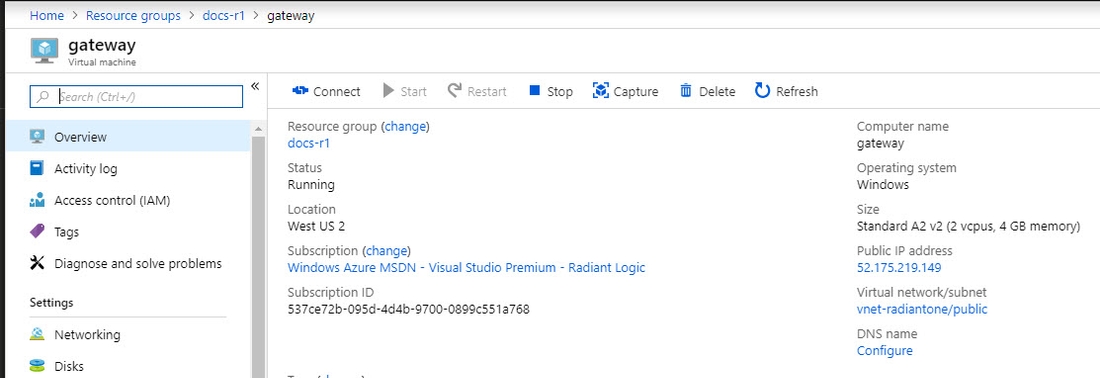 Home > Resource groups > docs-r1 > gateway
gateway
Virtual machine
Search (Ctrl+/)
«
Overview
Activity log
Access control (IAM)
Tags
Diagnose and solve problems
Settings
Networking
Disks
Connect Start Restart Stop Capture Delete Refresh
Resource group (change)
docs-r1
Status
Running
Location
West US 2
Subscription (change)
Windows Azure MSDN - Visual Studio Premium - Radiant Logic
Subscription ID
537ce72b-095d-4d4b-9700-0899c551a768
Computer name
gateway
Operating system
Windows
Size
Standard A2 v2 (2 vcpus, 4 GB memory)
Public IP address
52.175.219.149
Virtual network/subnet
vnet-radiantone/public
DNS name
Configure